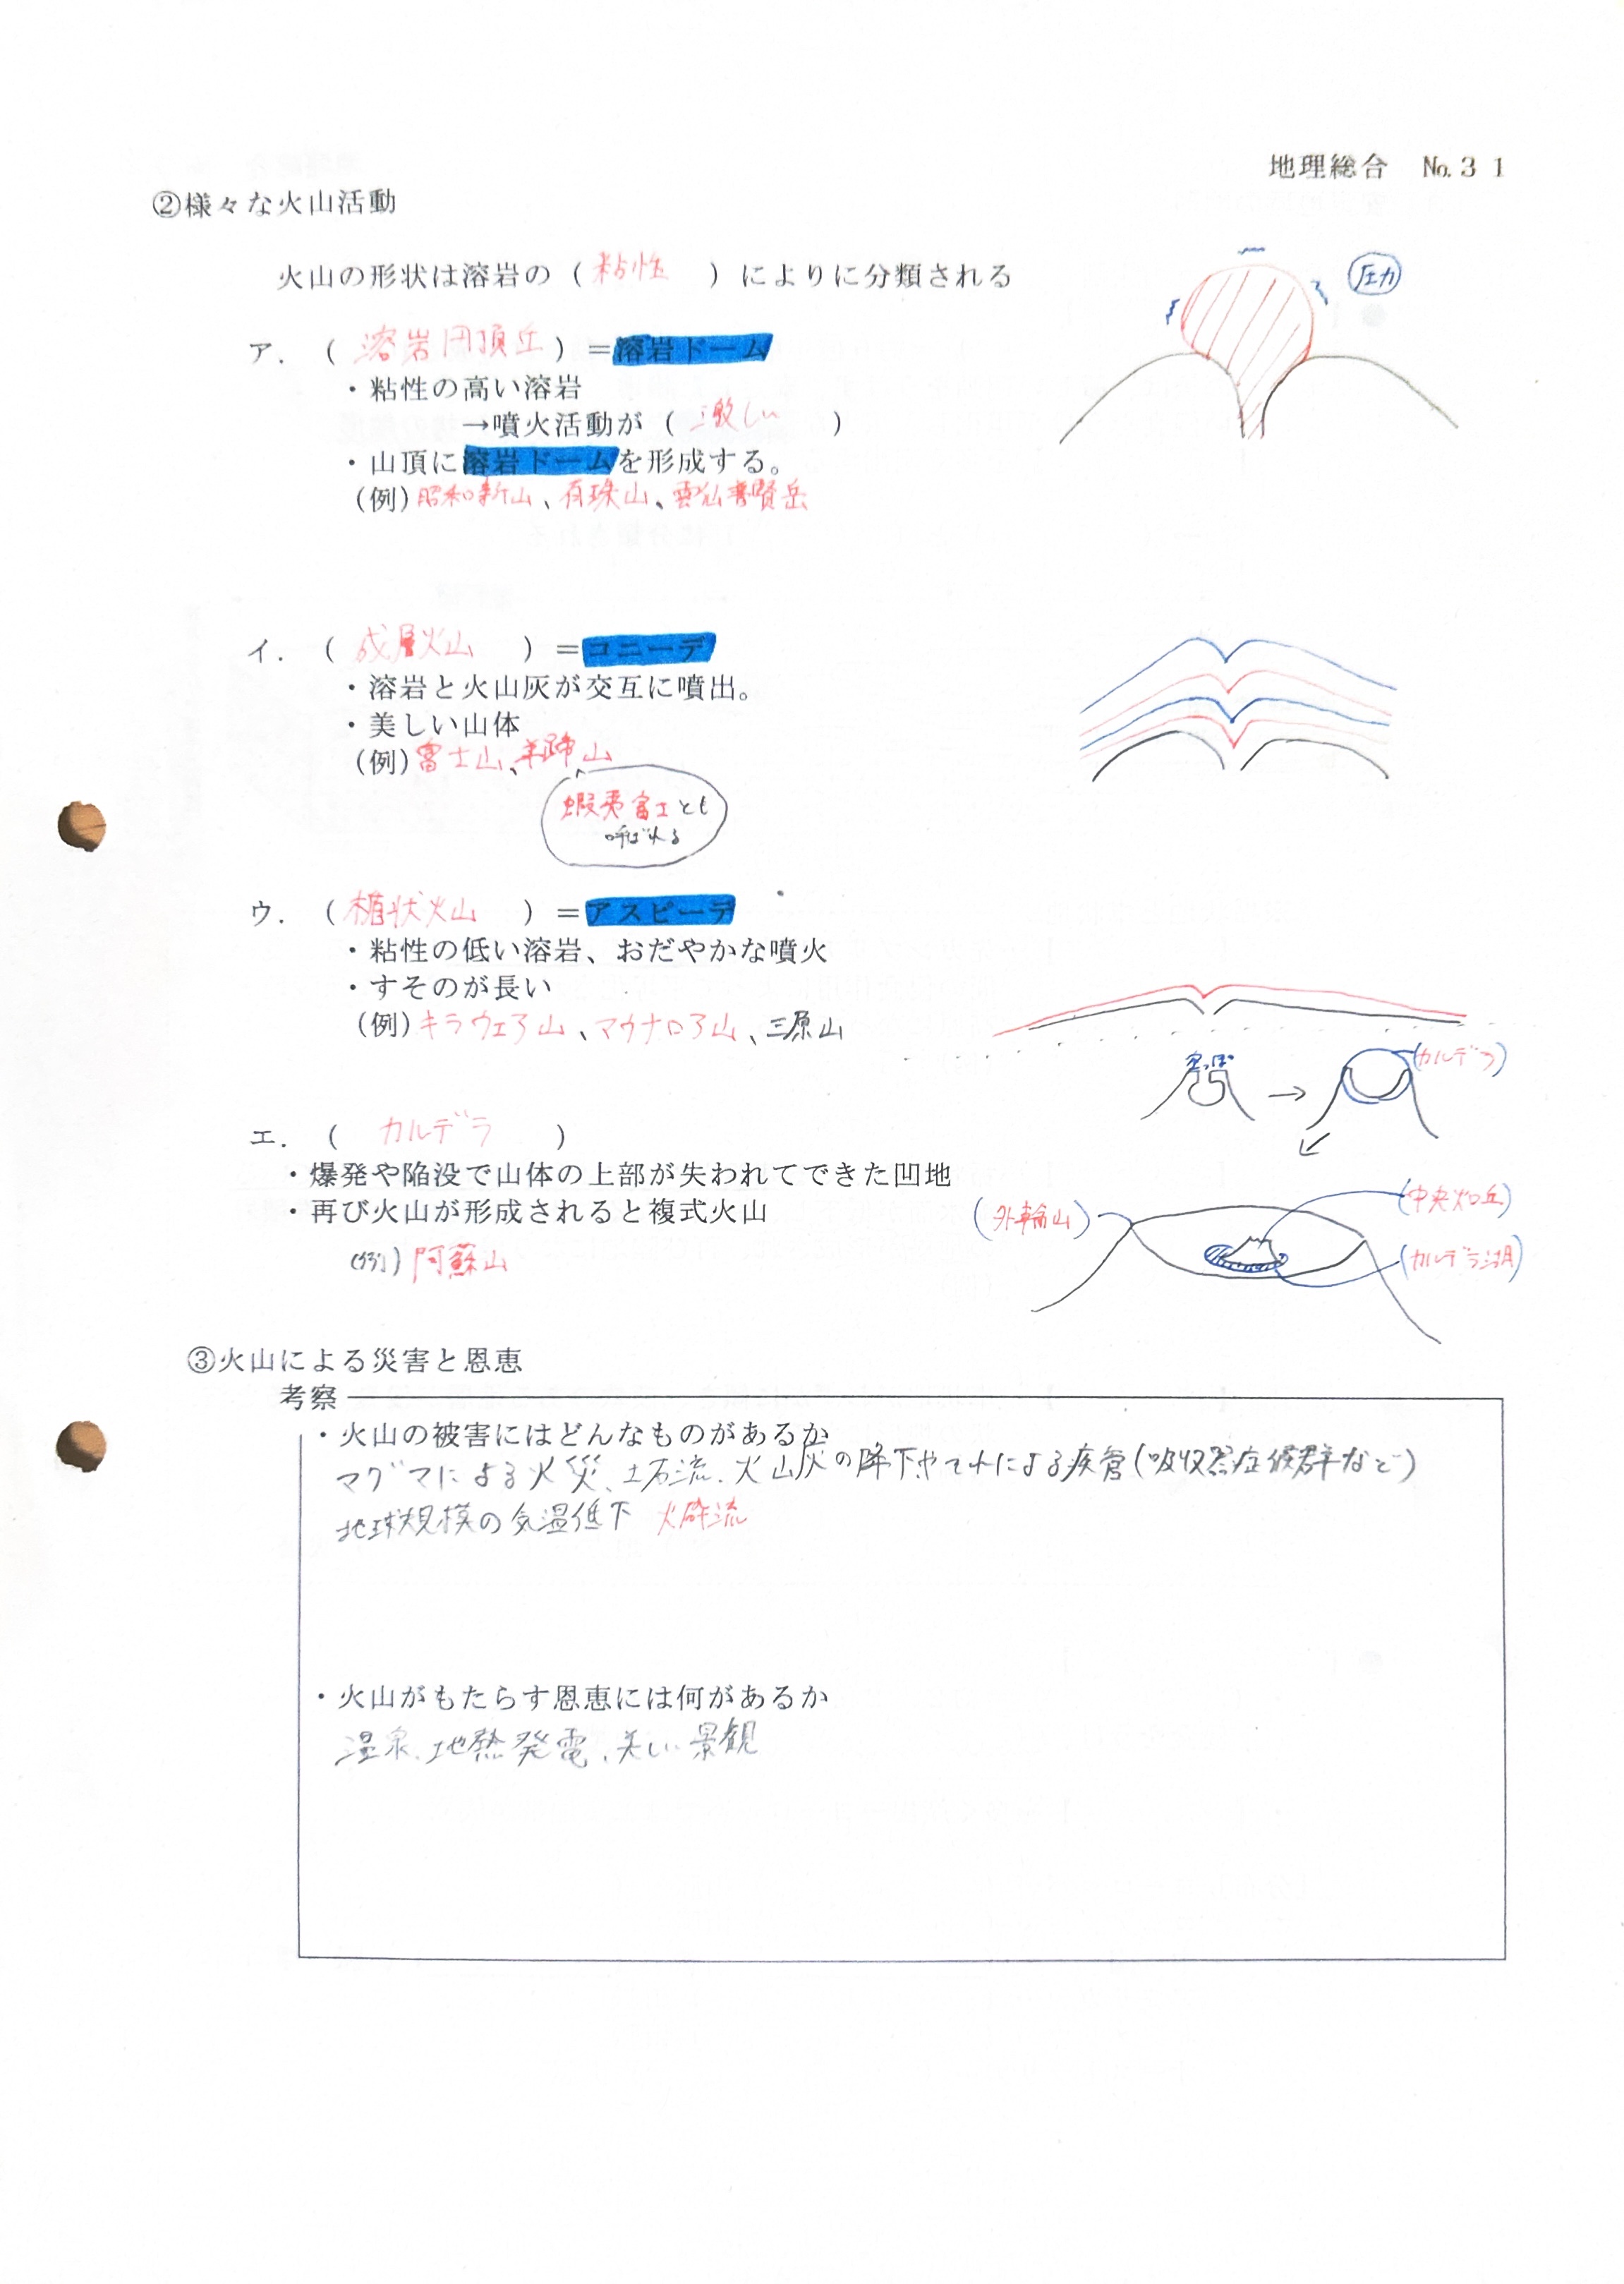 地理総合　No.31
②様々な火山活動
火山の形状は溶岩の（粘性）によりに分類される
圧力
ア．（溶岩円頂丘）＝溶岩ドーム
・粘性の高い溶岩
→噴火活動が（激しい）
・山頂に溶岩ドームを形成する。
(例)昭和新山、有珠山、雲仙普賢岳
イ．（成層火山）＝コニーデ
・溶岩と火山灰が交互に噴出。
・美しい山体
(例)富士山、羊蹄山
蝦夷富士とも
呼ばれる
ウ．（楯状火山）＝アスピーテ
・粘性の低い溶岩、おだやかな噴火
・すそのが長い
(例)キラウェア山、マウナロア山、三原山
空っぽ
(カルデラ)
エ．（カルデラ）
・爆発や陥没で山体の上部が失われてできた凹地
・再び火山が形成されると複式火山
(例)阿蘇山
(外輪山)
(中央火口丘)
(カルデラ湖)
③火山による災害と恩恵
考察
・火山の被害にはどんなものがあるか
マグマによる火災、土石流、火山灰の降下やそれによる疾患(吸収器症候群など)
地球規模の気温低下　火砕流
・火山がもたらす恩恵には何があるか
温泉、地熱発電、美しい景観